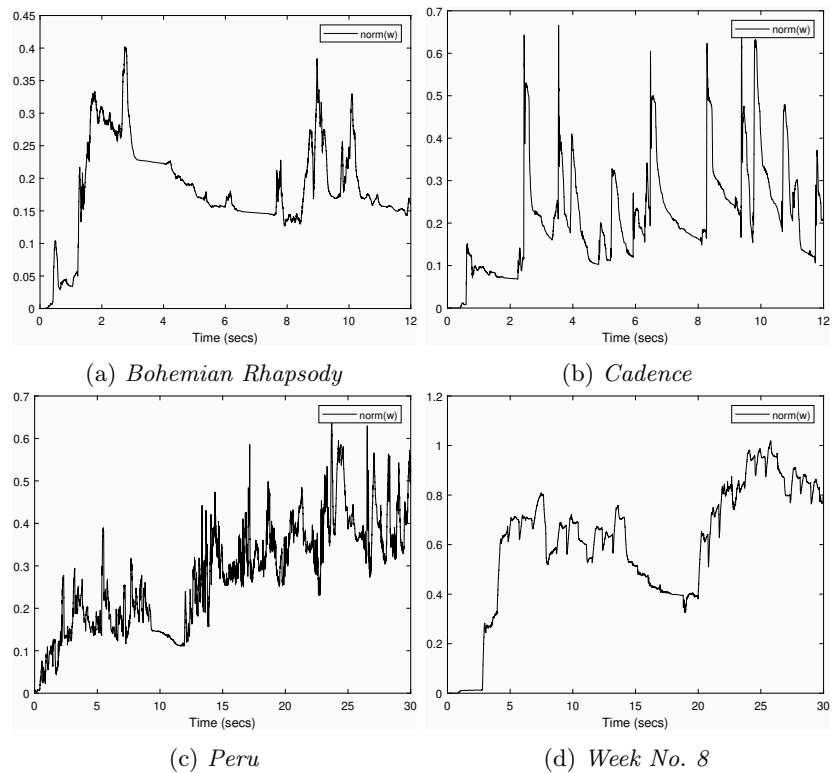 0.45
0.4
0.35
0.3
0.25
0.2
0.15
0.1
0.05
0
norm(w)
0 2 4 6 8 10 12
Time (secs)
(a) Bohemian Rhapsody
0.7
0.6
0.5
0.4
0.3
0.2
0.1
0
norm(w)
0 2 4 6 8 10 12
Time (secs)
(b) Cadence
0.7
0.6
0.5
0.4
0.3
0.2
0.1
0
norm(w)
0 5 10 15 20 25 30
Time (secs)
(c) Peru
1.2
1
0.8
0.6
0.4
0.2
0
norm(w)
0 5 10 15 20 25 30
Time (secs)
(d) Week No. 8